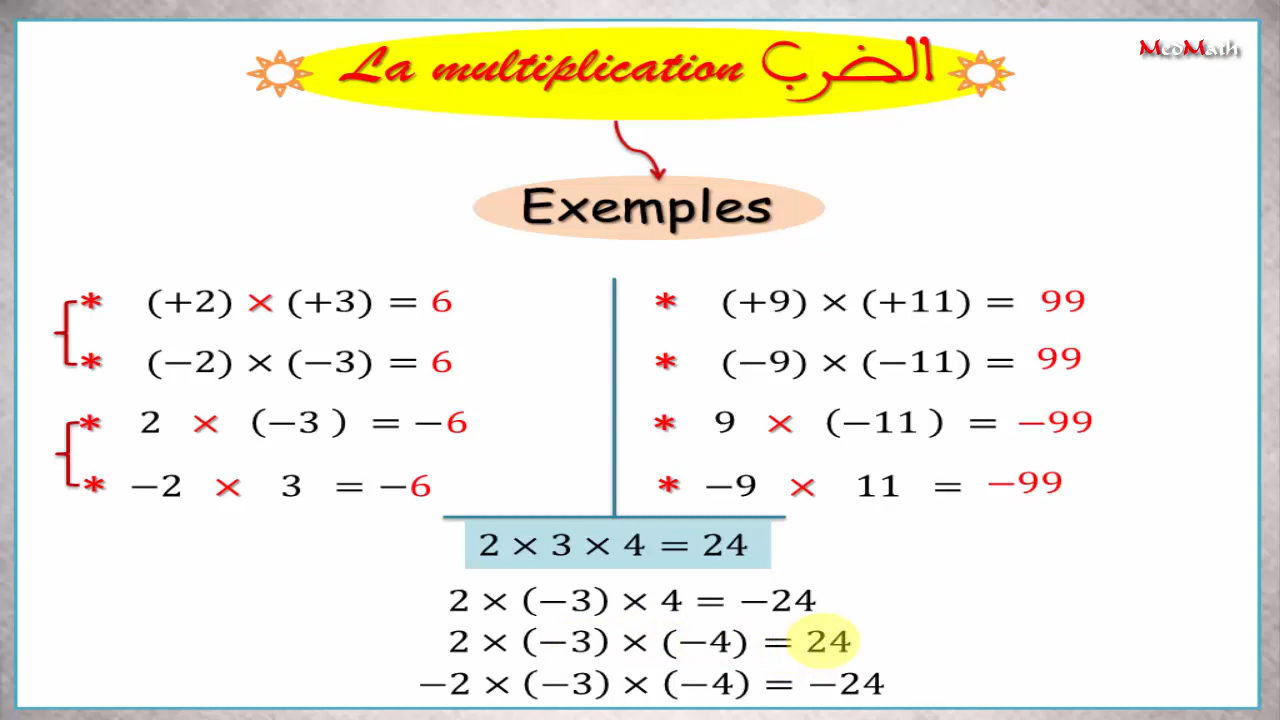 La multiplication الضرب
MedMath
Exemples
* (+2) × (+3) = 6
* (−2) × (−3) = 6
* 2 × (−3 ) = −6
* −2 × 3 = −6
* (+9) × (+11) = 99
* (−9) × (−11) = 99
* 9 × (−11 ) = −99
* −9 × 11 = −99
2 × 3 × 4 = 24
2 × (−3) × 4 = −24
2 × (−3) × (−4) = 24
−2 × (−3) × (−4) = −24